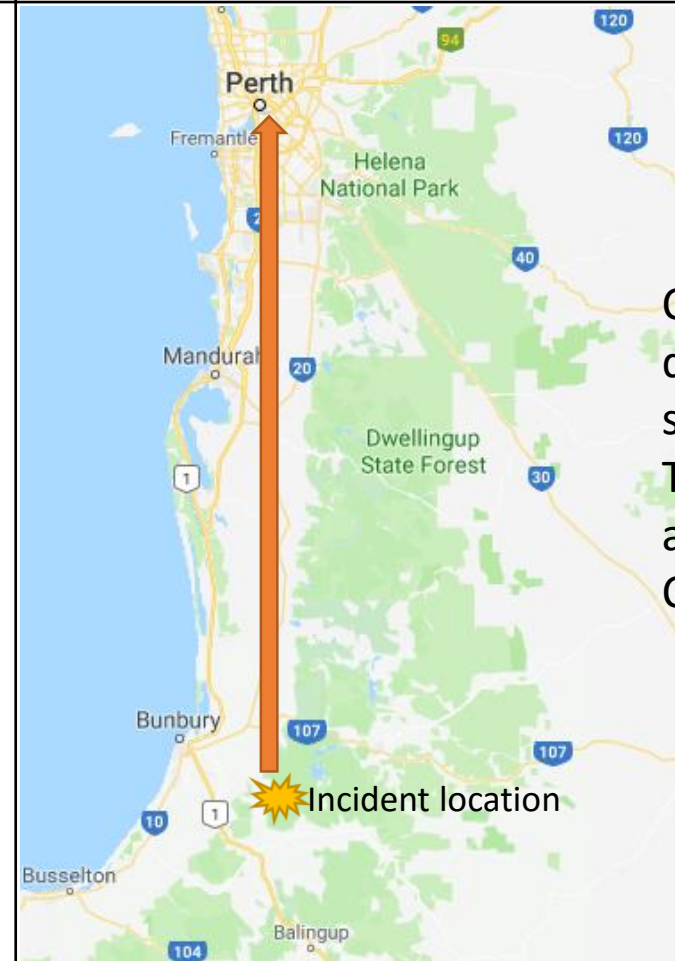 120
94
Perth
Fremantle
120
Helena
National Park
2
40
Mandurah
20
Dwellingup
State Forest
1
30
Bunbury
107
107
Incident location
1
10
Busselton
Balingup
104